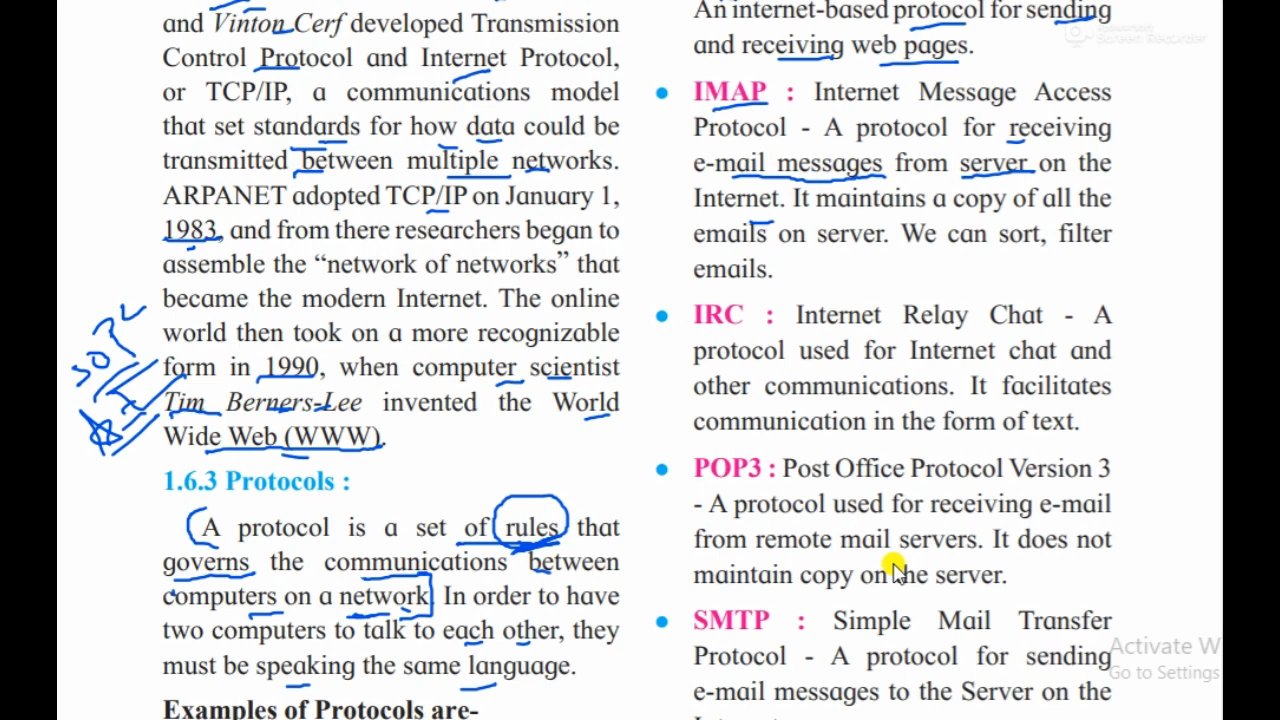 and Vinton Cerf developed Transmission
Control Protocol and Internet Protocol,
or TCP/IP, a communications model
that set standards for how data could be
transmitted between multiple networks.
ARPANET adopted TCP/IP on January 1,
1983, and from there researchers began to
assemble the “network of networks” that
became the modern Internet. The online
world then took on a more recognizable
form in 1990, when computer scientist
Tim Berners-Lee invented the World
Wide Web (WWW).
1.6.3 Protocols :
A protocol is a set of rules that
governs the communications between
computers on a network. In order to have
two computers to talk to each other, they
must be speaking the same language.
Examples of Protocols are-
An internet-based protocol for sending
and receiving web pages.
• IMAP : Internet Message Access
Protocol - A protocol for receiving
e-mail messages from server on the
Internet. It maintains a copy of all the
emails on server. We can sort, filter
emails.
• IRC : Internet Relay Chat - A
protocol used for Internet chat and
other communications. It facilitates
communication in the form of text.
• POP3 : Post Office Protocol Version 3
- A protocol used for receiving e-mail
from remote mail servers. It does not
maintain copy on the server.
• SMTP : Simple Mail Transfer
Protocol - A protocol for sending
e-mail messages to the Server on the
Screen Recorder
Activate W
Go to Settings